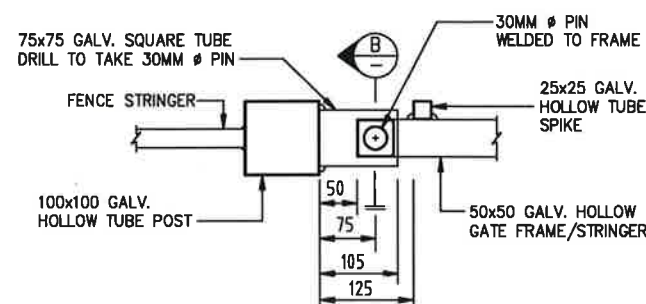 75x75 GALV. SQUARE TUBE
DRILL TO TAKE 30MM ø PIN
FENCE STRINGER
100x100 GALV.
HOLLOW TUBE POST
B
–
30MM ø PIN
WELDED TO FRAME
25x25 GALV.
HOLLOW TUBE
SPIKE
50x50 GALV. HOLLOW
GATE FRAME/STRINGER
50
75
105
125